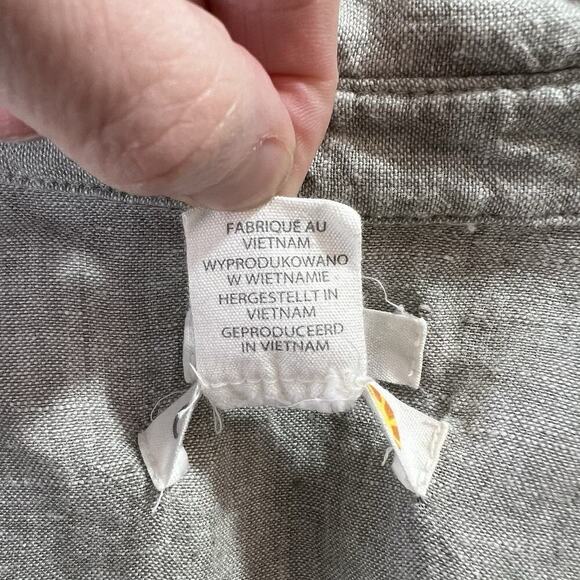 FABRIQUÉ AU
VIETNAM
WYPRODUKOWANO
W WIETNAMIE
HERGESTELLT IN
VIETNAM
GEPRODUCEERD
IN VIETNAM